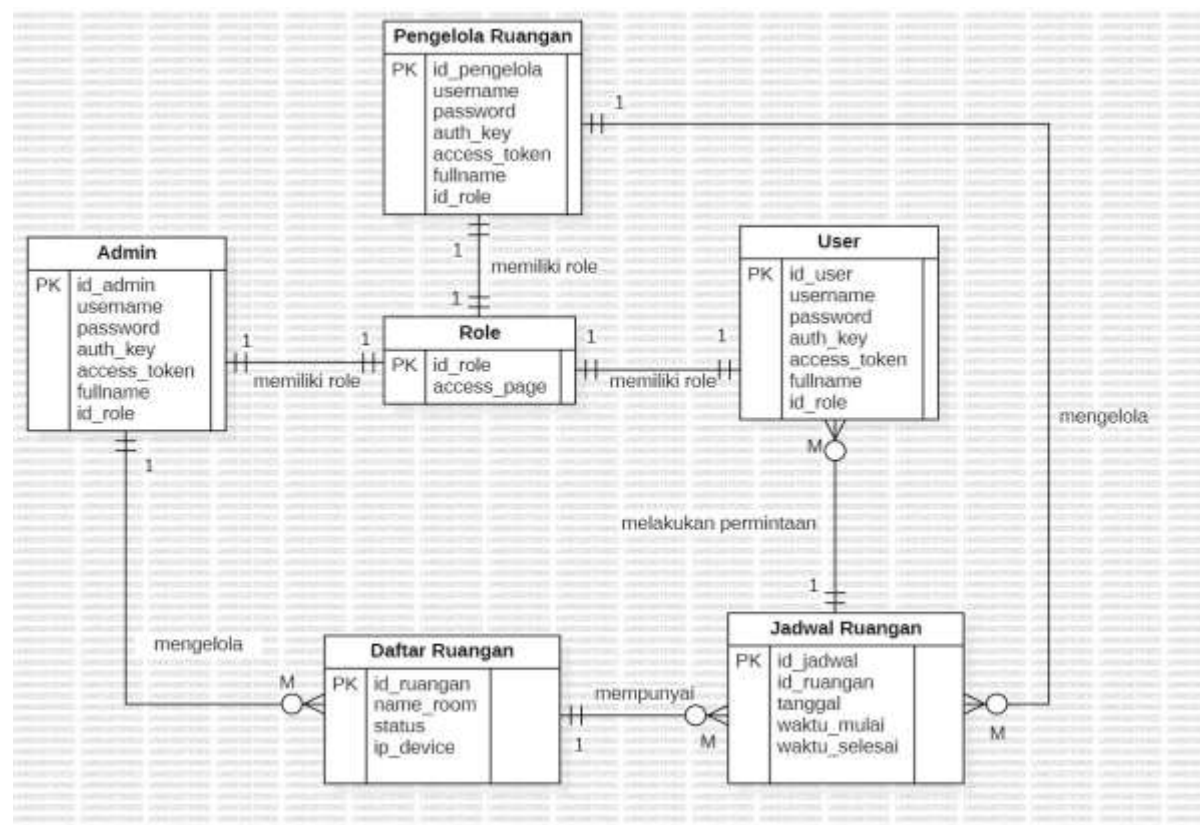 Pengelola Ruangan
PK id_pengelola
username
password
auth_key
access_token
fullname
id_role
1
1
memiliki role
1
Admin
PK id_admin
username
password
auth_key
access_token
fullname
id_role
1
memiliki role
1
Role
PK id_role
access_page
1
memiliki role
1
User
PK id_user
username
password
auth_key
access_token
fullname
id_role
mengelola
M
melakukan permintaan
1
1
mengelola
M
Daftar Ruangan
PK id_ruangan
name_room
status
ip_device
1
mempunyai
M
Jadwal Ruangan
PK id_jadwal
id_ruangan
tanggal
waktu_mulai
waktu_selesai
M